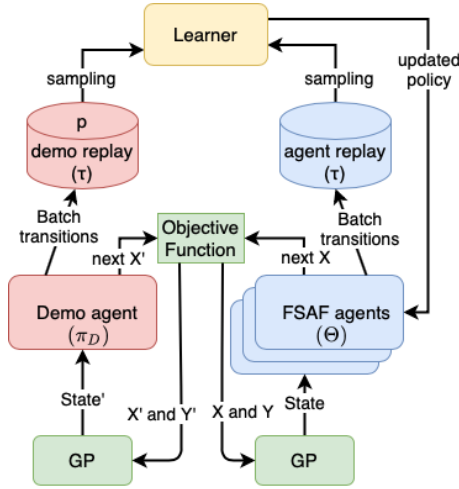 Learner
sampling
sampling
updated
policy
p
demo replay
(τ)
agent replay
(τ)
Batch
transitions
Objective
Function
Batch
transitions
next X'
next X
Demo agent
(π_D)
FSAF agents
(Θ)
State'
X' and Y'
X and Y
State
GP
GP